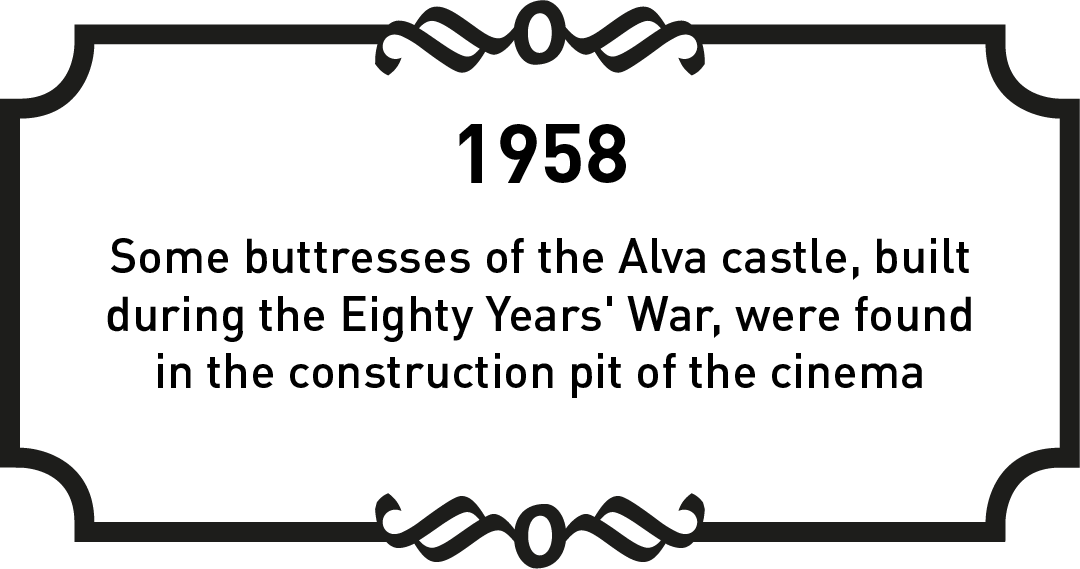 1958
Some buttresses of the Alva castle, built
during the Eighty Years' War, were found
in the construction pit of the cinema